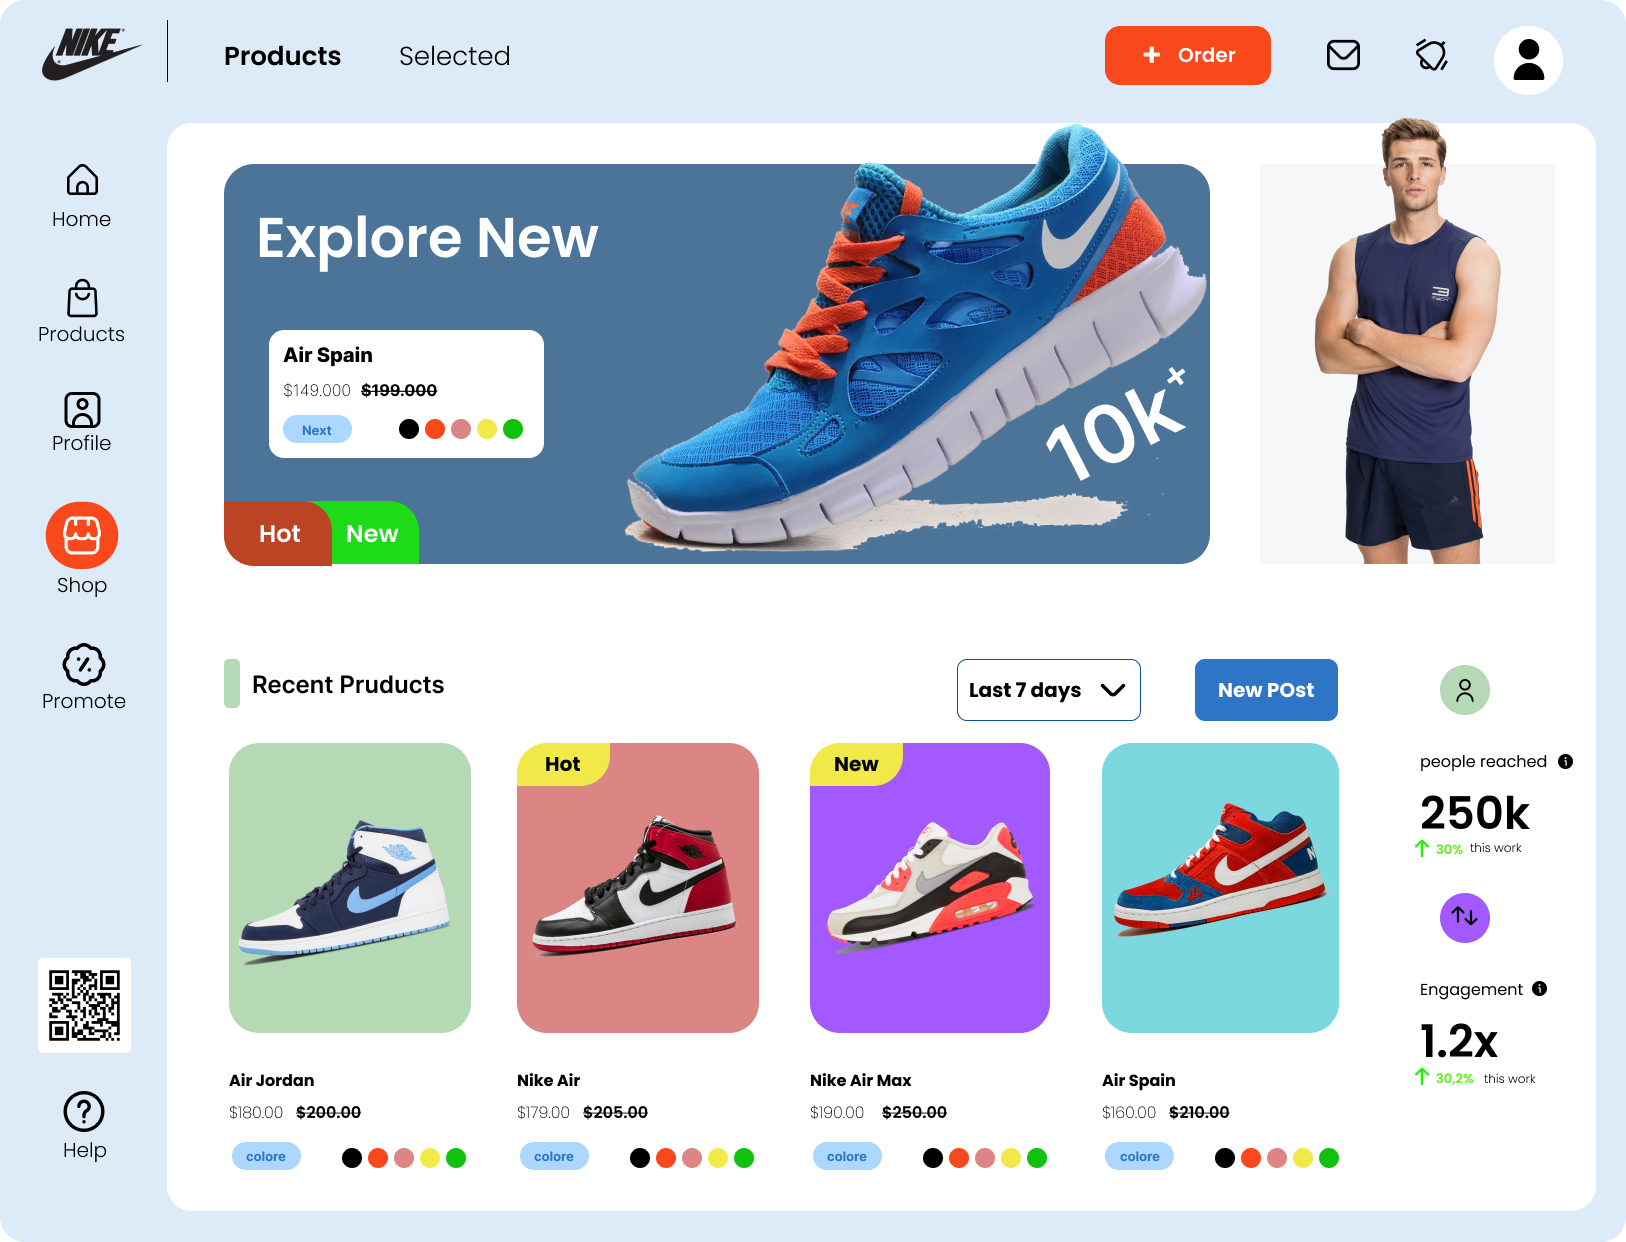 NIKE
Products
Selected
+ Order
Home
Products
Profile
Shop
Promote
Help
Explore New
Air Spain
$149.000 $199.000
Next
10k+
Hot
New
Recent Pruducts
Last 7 days
New POst
Hot
New
Air Jordan
$180.00 $200.00
colore
Nike Air
$179.00 $205.00
colore
Nike Air Max
$190.00 $250.00
colore
Air Spain
$160.00 $210.00
colore
people reached
250k
30% this work
Engagement
1.2x
30,2% this work